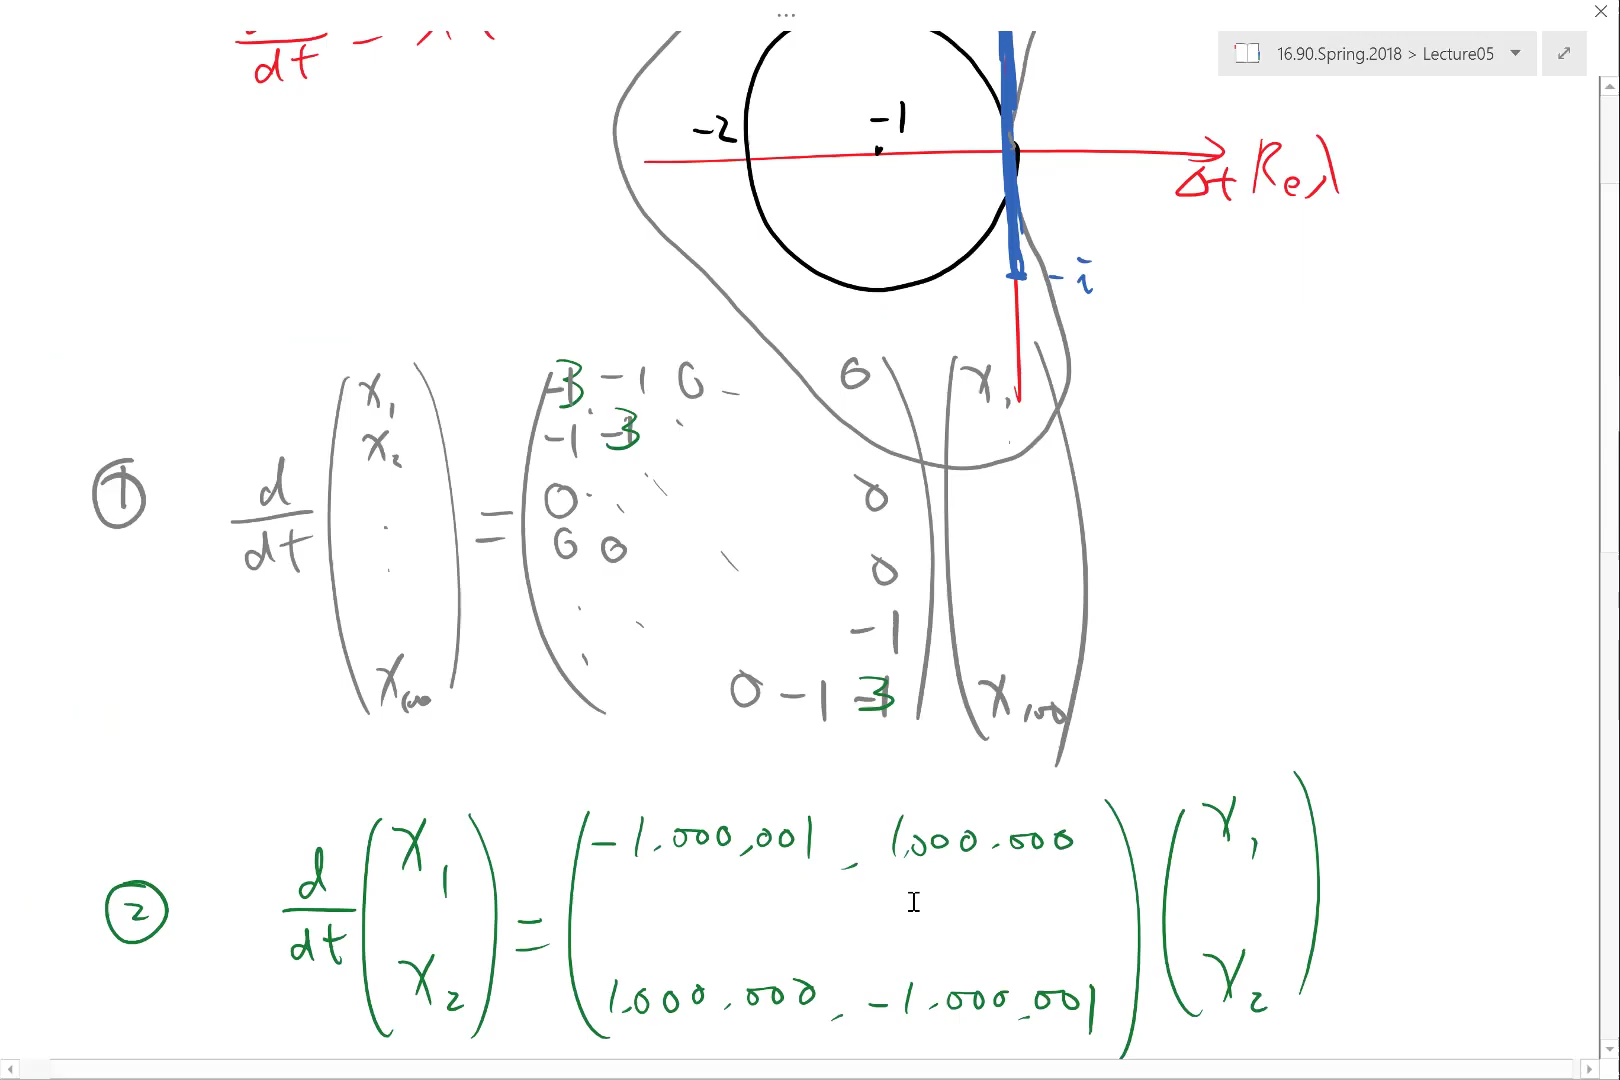 ...
16.90.Spring.2018 > Lecture05
dt
-2
-1
Δt Re λ
-i
① d/dt (x₁ x₂ . . x₁₀₀) =
-3 -1 0 - 0
-1 -3
0 0
0 0 0
-1
0 -1 -3
x₁
x₁₀₀
② d/dt (x₁ x₂) =
-1.000,001, 1,000.000
1.000.000, -1.000,001
x₁
x₂